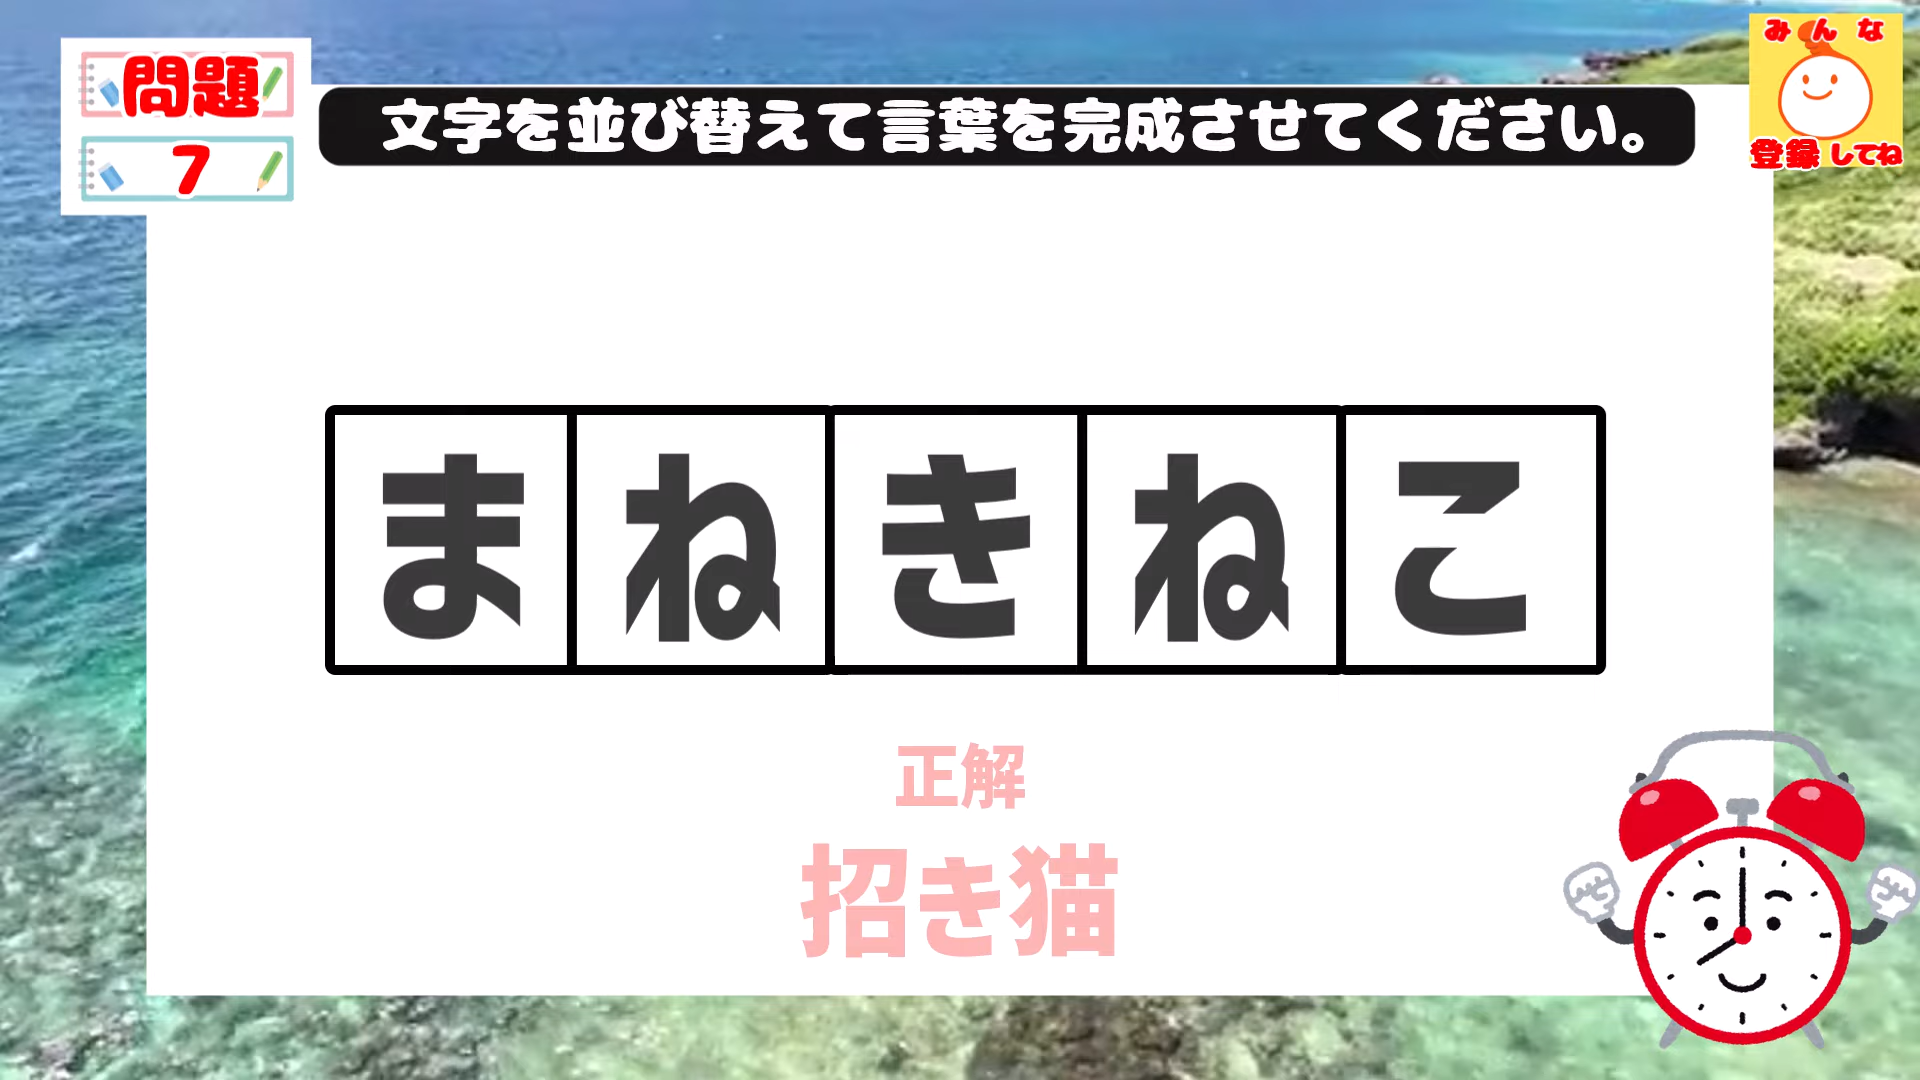 問題
7
文字を並び替えて言葉を完成させてください。
みんな
登録してね
まねきねこ
正解
招き猫